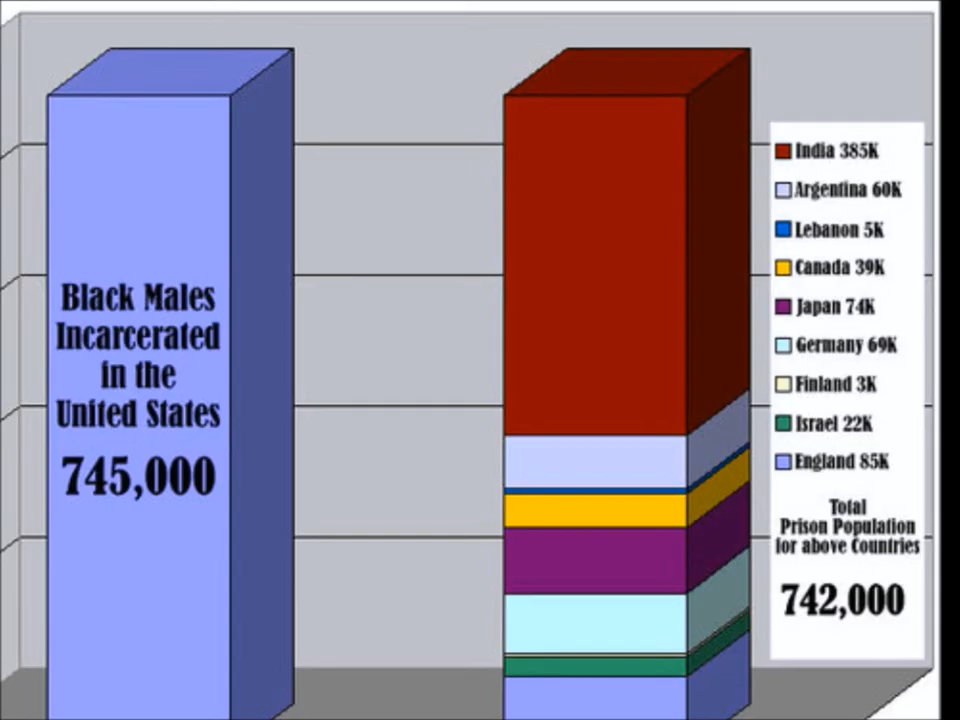 Black Males
Incarcerated
in the
United States
745,000
India 385K
Argentina 60K
Lebanon 5K
Canada 39K
Japan 74K
Germany 69K
Finland 3K
Israel 22K
England 85K
Total
Prison Population
for above Countries
742,000